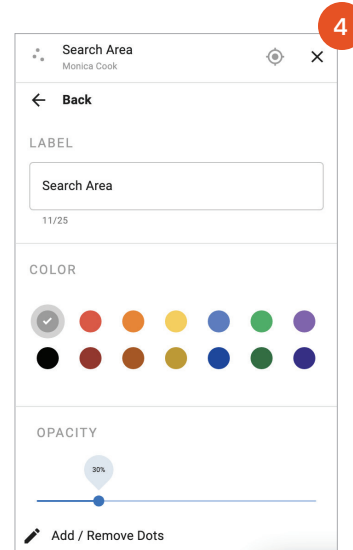 4
Search Area
Monica Cook
Back
LABEL
Search Area
11/25
COLOR
OPACITY
30%
Add / Remove Dots